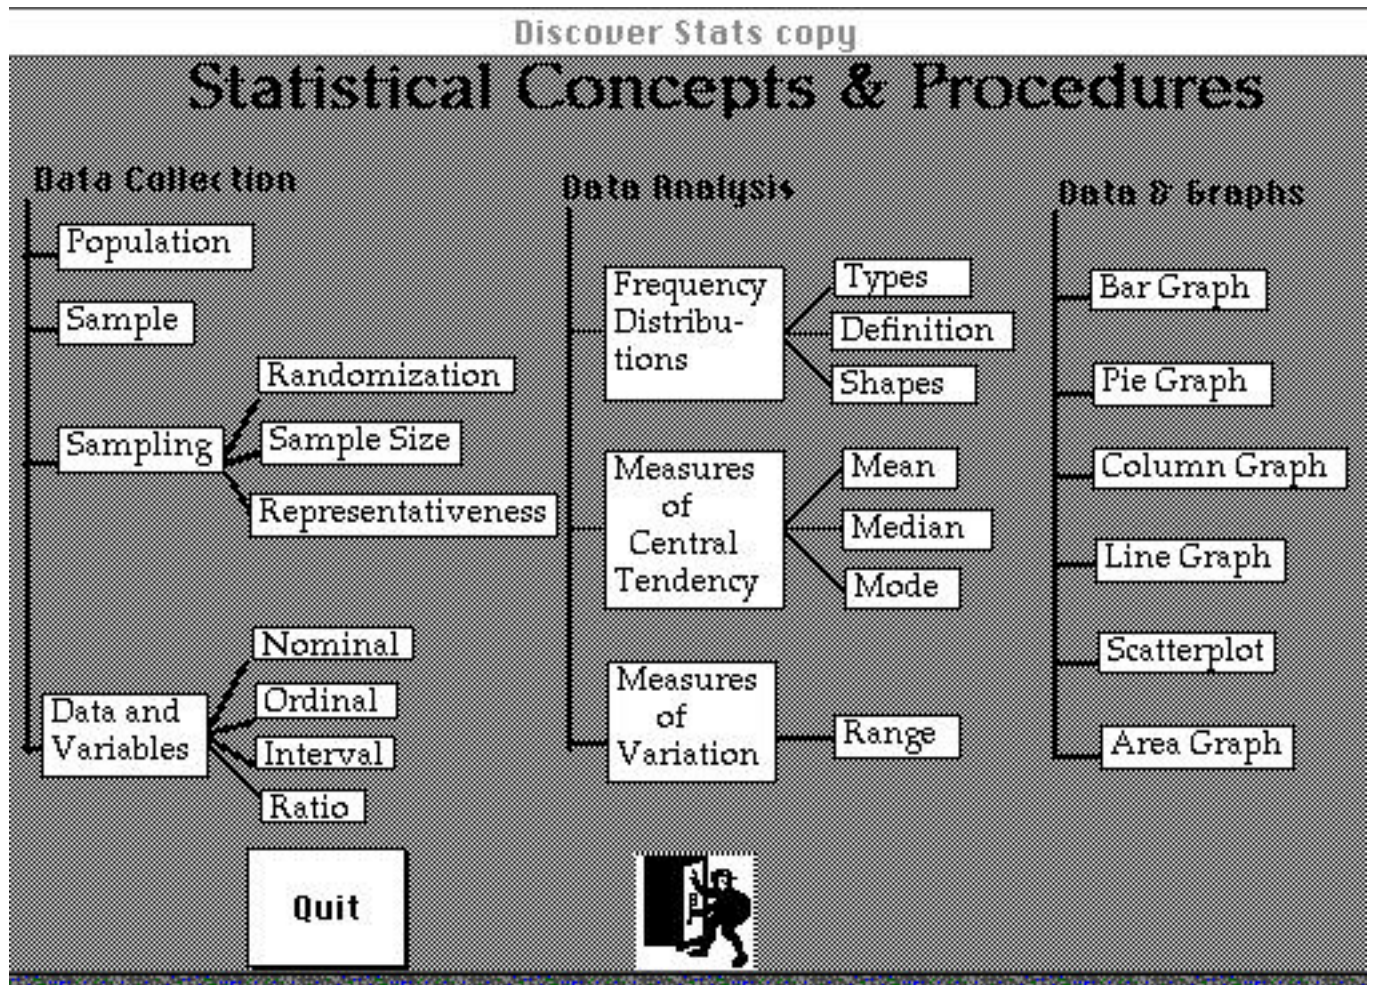 Discover Stats copy
Statistical Concepts & Procedures
Data Collection
Population
Sample
Sampling
Randomization
Sample Size
Representativeness
Data and
Variables
Nominal
Ordinal
Interval
Ratio
Data Analysis
Frequency
Distribu-
tions
Types
Definition
Shapes
Measures
of
Central
Tendency
Mean
Median
Mode
Measures
of
Variation
Range
Data & Graphs
Bar Graph
Pie Graph
Column Graph
Line Graph
Scatterplot
Area Graph
Quit